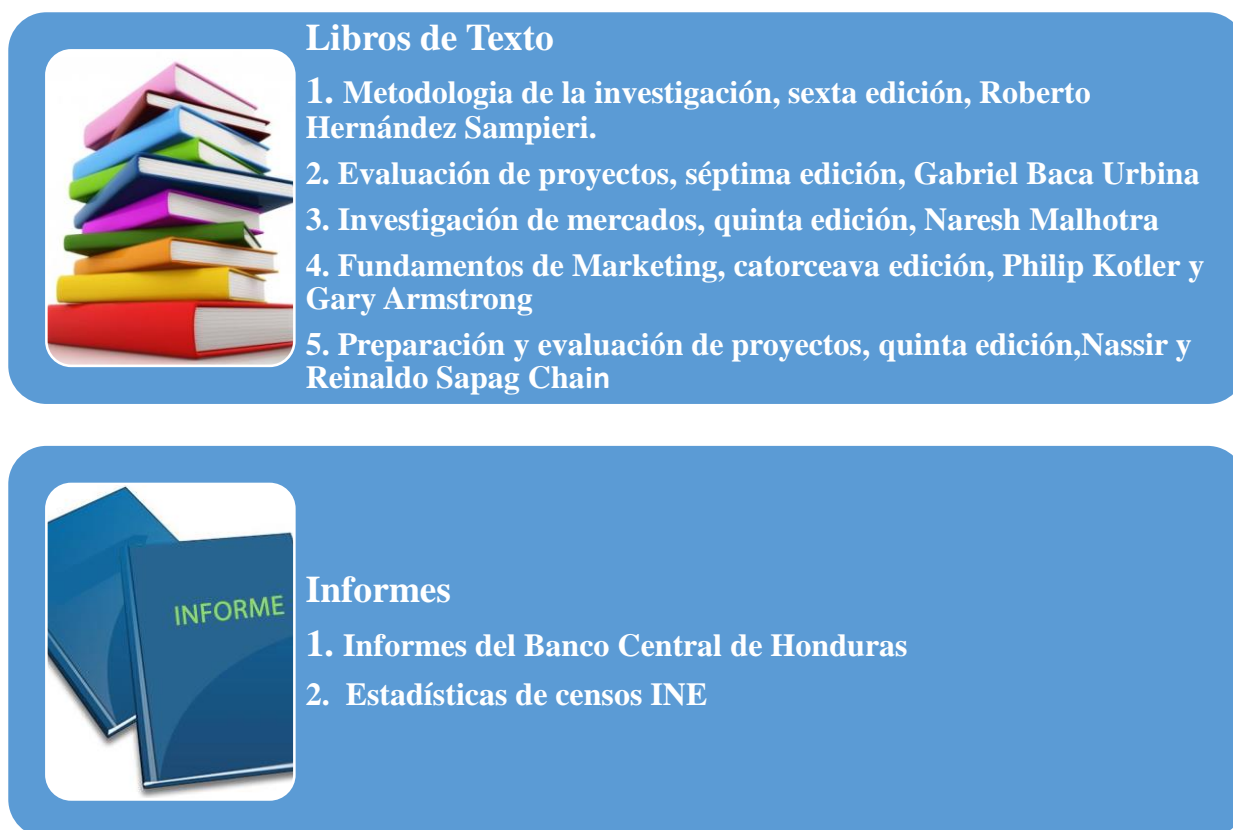 Libros de Texto
1. Metodologia de la investigación, sexta edición, Roberto
Hernández Sampieri.
2. Evaluación de proyectos, séptima edición, Gabriel Baca Urbina
3. Investigación de mercados, quinta edición, Naresh Malhotra
4. Fundamentos de Marketing, catorceava edición, Philip Kotler y
Gary Armstrong
5. Preparación y evaluación de proyectos, quinta edición,Nassir y
Reinaldo Sapag Chain
INFORME
Informes
1. Informes del Banco Central de Honduras
2. Estadísticas de censos INE